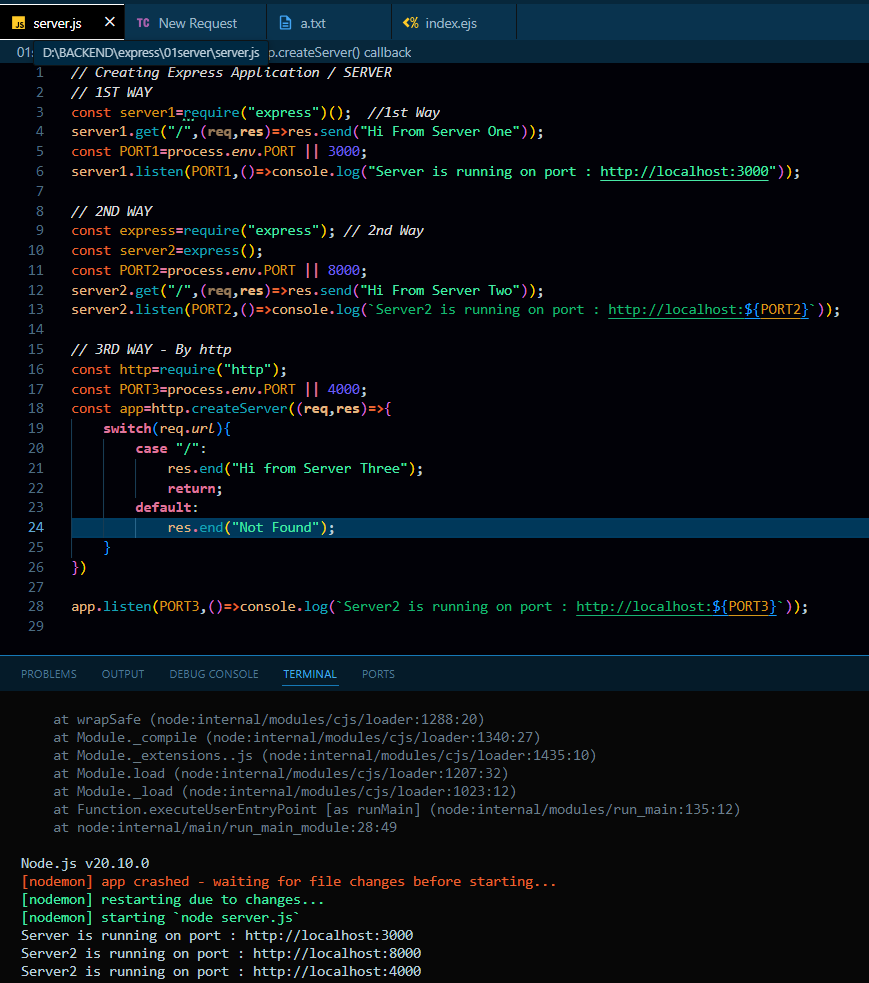 JS server.js × TC New Request a.txt <% index.ejs
01: D:\BACKEND\express\01server\server.js p.createServer() callback
1 // Creating Express Application / SERVER
2 // 1ST WAY
3 const server1=require("express")(); //1st Way
4 server1.get("/",(req,res)=>res.send("Hi From Server One"));
5 const PORT1=process.env.PORT || 3000;
6 server1.listen(PORT1,()=>console.log("Server is running on port : http://localhost:3000"));
7
8 // 2ND WAY
9 const express=require("express"); // 2nd Way
10 const server2=express();
11 const PORT2=process.env.PORT || 8000;
12 server2.get("/",(req,res)=>res.send("Hi From Server Two"));
13 server2.listen(PORT2,()=>console.log(`Server2 is running on port : http://localhost:${PORT2}`));
14
15 // 3RD WAY - By http
16 const http=require("http");
17 const PORT3=process.env.PORT || 4000;
18 const app=http.createServer((req,res)=>{
19 switch(req.url){
20 case "/":
21 res.end("Hi from Server Three");
22 return;
23 default:
24 res.end("Not Found");
25 }
26 })
27
28 app.listen(PORT3,()=>console.log(`Server2 is running on port : http://localhost:${PORT3}`));
29
PROBLEMS OUTPUT DEBUG CONSOLE TERMINAL PORTS
at wrapSafe (node:internal/modules/cjs/loader:1288:20)
at Module._compile (node:internal/modules/cjs/loader:1340:27)
at Module._extensions..js (node:internal/modules/cjs/loader:1435:10)
at Module.load (node:internal/modules/cjs/loader:1207:32)
at Module._load (node:internal/modules/cjs/loader:1023:12)
at Function.executeUserEntryPoint [as runMain] (node:internal/modules/run_main:135:12)
at node:internal/main/run_main_module:28:49
Node.js v20.10.0
[nodemon] app crashed - waiting for file changes before starting...
[nodemon] restarting due to changes...
[nodemon] starting `node server.js`
Server is running on port : http://localhost:3000
Server2 is running on port : http://localhost:8000
Server2 is running on port : http://localhost:4000